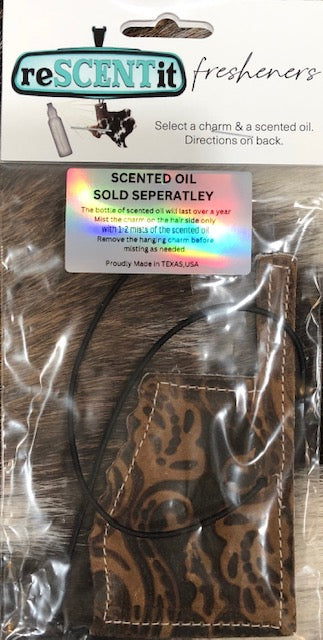 reSCENTit fresheners
Select a charm & a scented oil.
Directions on back.
SCENTED OIL
SOLD SEPERATLEY
The bottle of scented oil will last over a year
Mist the charm on the hair side only
with 1-2 mists of the scented oil
Remove the hanging charm before
misting as needed.
Proudly Made in TEXAS,USA